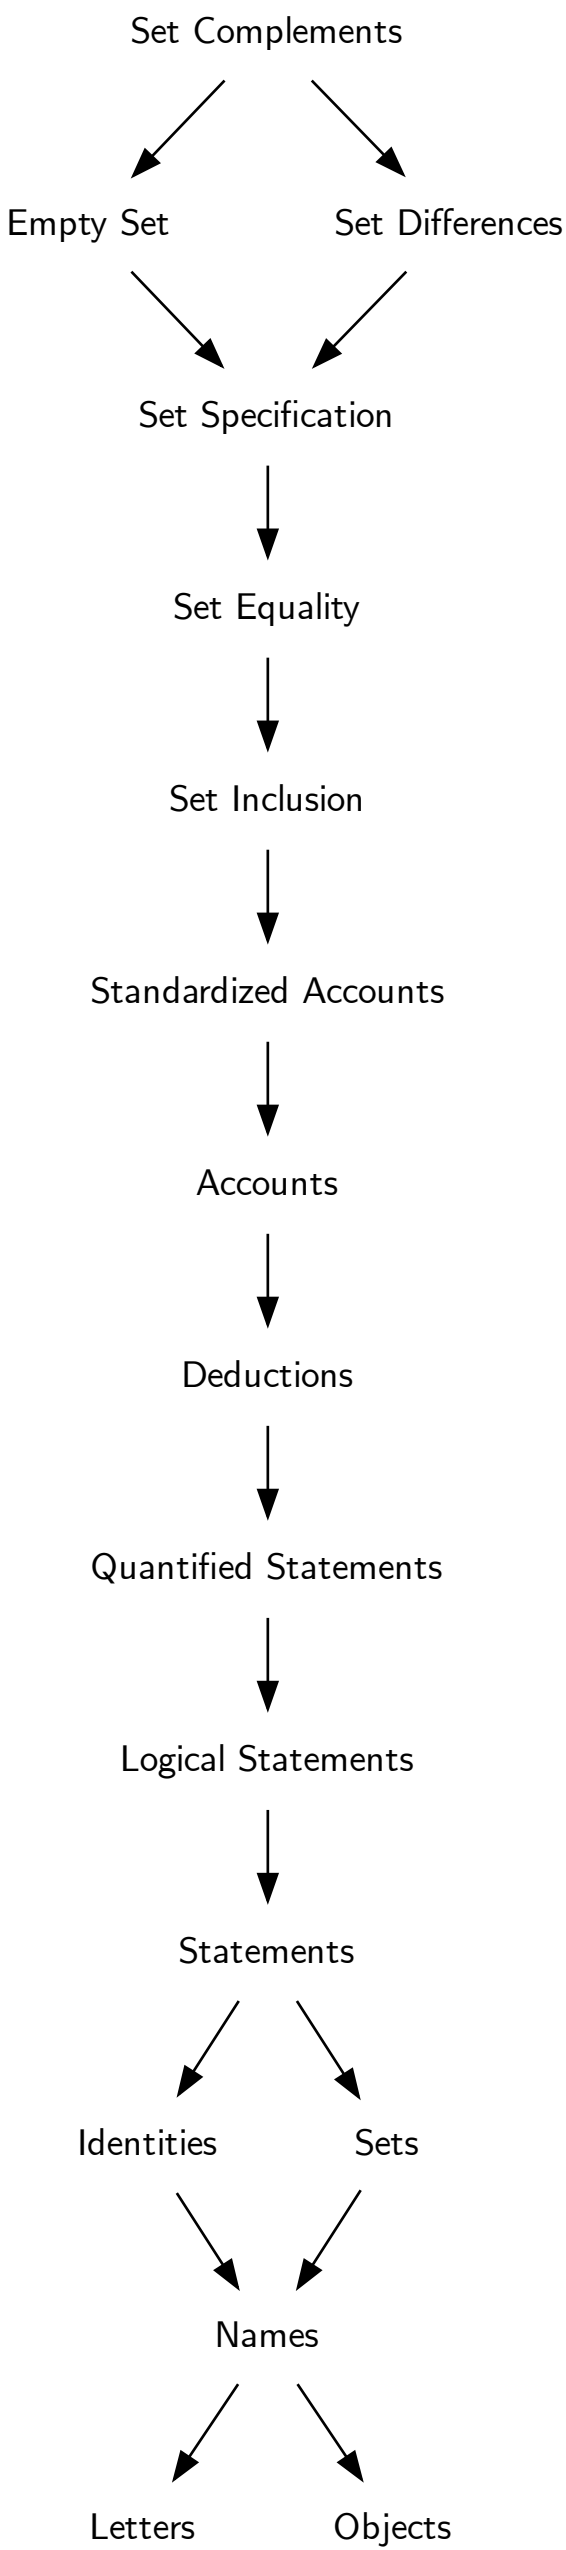 Set Complements
Empty Set
Set Differences
Set Specification
Set Equality
Set Inclusion
Standardized Accounts
Accounts
Deductions
Quantified Statements
Logical Statements
Statements
Identities
Sets
Names
Letters
Objects